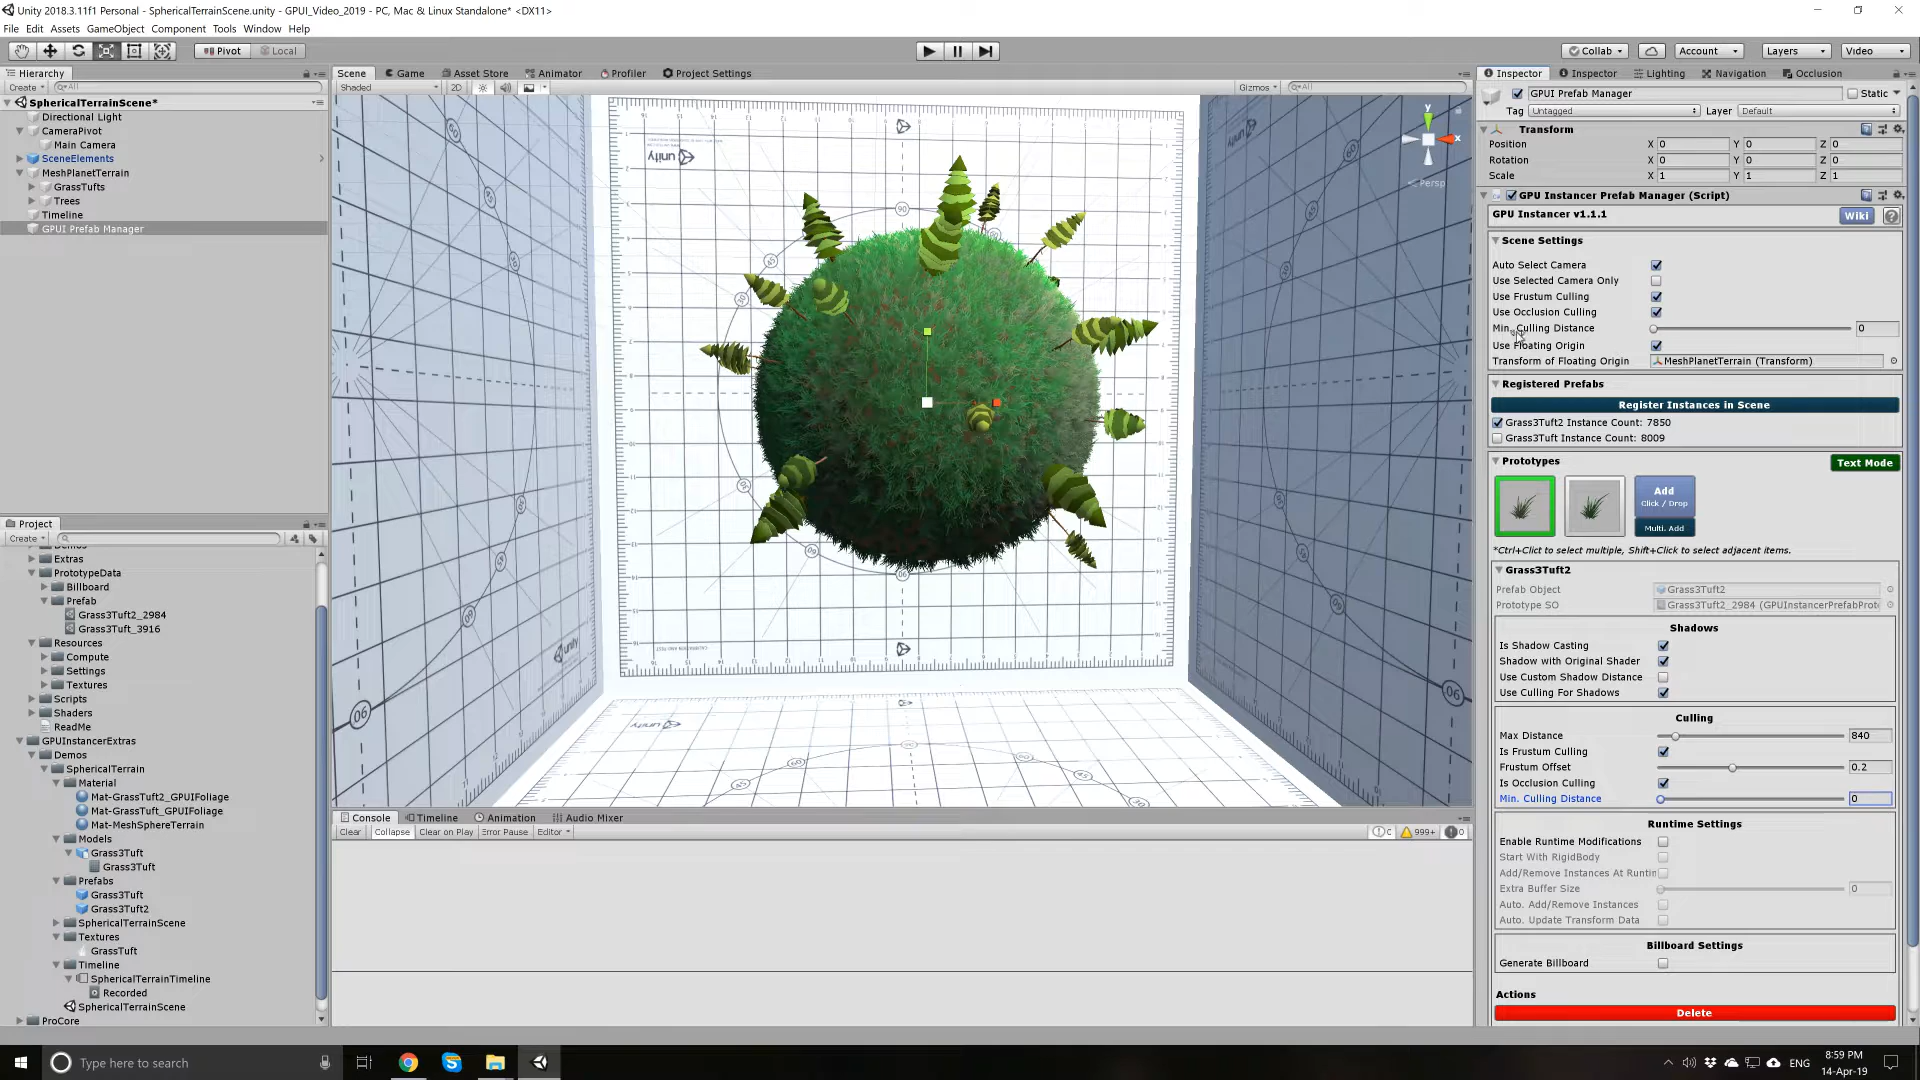 Unity 2018.3.11f1 Personal - SphericalTerrainScene.unity - GPUI_Video_2019 - PC, Mac & Linux Standalone* <DX11>
File Edit Assets GameObject Component Tools Window Help
Pivot Local
Collab Account Layers Video
Hierarchy
Create All
SphericalTerrainScene*
Directional Light
CameraPivot
Main Camera
SceneElements
MeshPlanetTerrain
GrassTufts
Trees
Timeline
GPUI Prefab Manager
Project
Create
Demos
Extras
PrototypeData
Billboard
Prefab
Grass3Tuft2_2984
Grass3Tuft_3916
Resources
Compute
Settings
Textures
Scripts
Shaders
ReadMe
GPUInstancerExtras
Demos
SphericalTerrain
Material
Mat-GrassTuft2_GPUIFoliage
Mat-GrassTuft_GPUIFoliage
Mat-MeshSphereTerrain
Models
Grass3Tuft
Grass3Tuft
Prefabs
Grass3Tuft
Grass3Tuft2
SphericalTerrainScene
Textures
GrassTuft
Timeline
SphericalTerrainTimeline
Recorded
SphericalTerrainScene
ProCore
Scene Game Asset Store Animator Profiler Project Settings
Shaded 2D Gizmos All
y
x
Persp
unity
unity
unity
unity
90
60
45
90
Console Timeline Animation Audio Mixer
Clear Collapse Clear on Play Error Pause Editor 0 999+ 0
Inspector Inspector Lighting Navigation Occlusion
GPUI Prefab Manager Static
Tag Untagged Layer Default
Transform
Position X 0 Y 0 Z 0
Rotation X 0 Y 0 Z 0
Scale X 1 Y 1 Z 1
GPU Instancer Prefab Manager (Script)
GPU Instancer v1.1.1 Wiki ?
Scene Settings
Auto Select Camera
Use Selected Camera Only
Use Frustum Culling
Use Occlusion Culling
Min. Culling Distance 0
Use Floating Origin
Transform of Floating Origin MeshPlanetTerrain (Transform)
Registered Prefabs
Register Instances in Scene
Grass3Tuft2 Instance Count: 7850
Grass3Tuft Instance Count: 8009
Prototypes Text Mode
Add
Click / Drop
Multi. Add
*Ctrl+Click to select multiple, Shift+Click to select adjacent items.
Grass3Tuft2
Prefab Object Grass3Tuft2
Prototype SO Grass3Tuft2_2984 (GPUInstancerPrefabProt
Shadows
Is Shadow Casting
Shadow with Original Shader
Use Custom Shadow Distance
Use Culling For Shadows
Culling
Max Distance 840
Is Frustum Culling
Frustum Offset 0.2
Is Occlusion Culling
Min. Culling Distance 0
Runtime Settings
Enable Runtime Modifications
Start With RigidBody
Add/Remove Instances At Runtin
Extra Buffer Size 0
Auto. Add/Remove Instances
Auto. Update Transform Data
Billboard Settings
Generate Billboard
Actions
Delete
Type here to search
ENG
8:59 PM
14-Apr-19